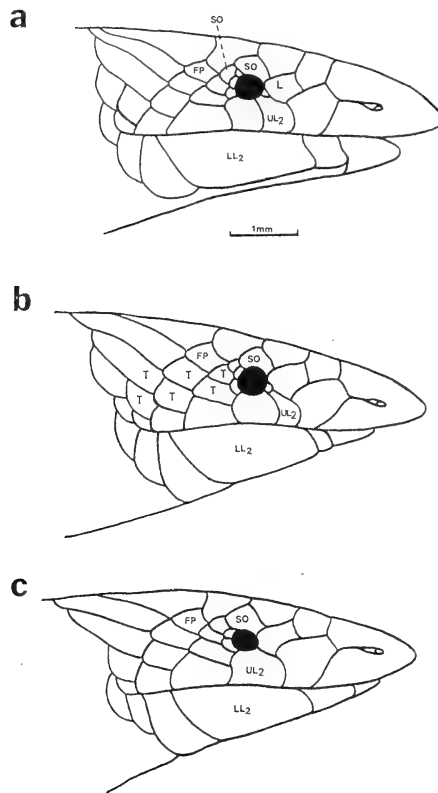 a
SO
FP SO L
UL2
LL2
1mm
b
FP SO
T T T
T T T
UL2
LL2
c
FP SO
UL2
LL2